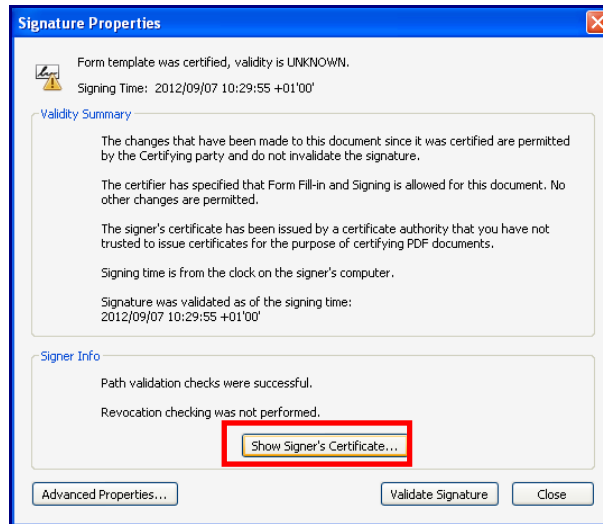 Signature Properties
Form template was certified, validity is UNKNOWN.
Signing Time: 2012/09/07 10:29:55 +01'00'
Validity Summary
The changes that have been made to this document since it was certified are permitted
by the Certifying party and do not invalidate the signature.
The certifier has specified that Form Fill-in and Signing is allowed for this document. No
other changes are permitted.
The signer's certificate has been issued by a certificate authority that you have not
trusted to issue certificates for the purpose of certifying PDF documents.
Signing time is from the clock on the signer's computer.
Signature was validated as of the signing time:
2012/09/07 10:29:55 +01'00'
Signer Info
Path validation checks were successful.
Revocation checking was not performed.
Show Signer's Certificate...
Advanced Properties... Validate Signature Close